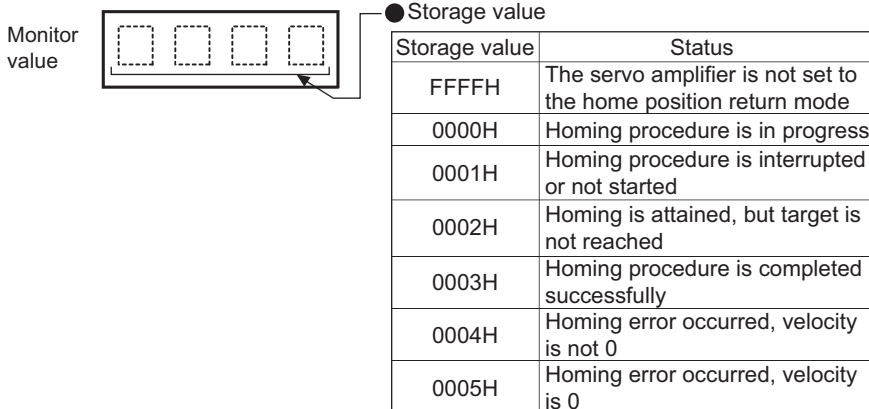 Monitor
value
●Storage value
Storage value Status
FFFFH The servo amplifier is not set to
the home position return mode
0000H Homing procedure is in progress
0001H Homing procedure is interrupted
or not started
0002H Homing is attained, but target is
not reached
0003H Homing procedure is completed
successfully
0004H Homing error occurred, velocity
is not 0
0005H Homing error occurred, velocity
is 0